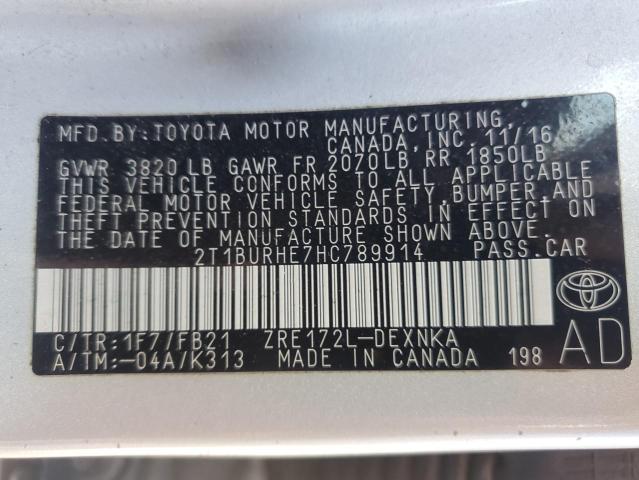 MFD. BY: TOYOTA MOTOR MANUFACTURING,
CANADA, INC. 11/16
GVWR 3820 LB GAWR FR 2070LB, RR 1850LB
THIS VEHICLE CONFORMS TO ALL APPLICABLE
FEDERAL MOTOR VEHICLE SAFETY, BUMPER, AND
THEFT PREVENTION STANDARDS IN EFFECT ON
THE DATE OF MANUFACTURE SHOWN ABOVE.
2T1BURHE7HC789914 PASS.CAR
C/TR: 1F7/FB21 ZRE172L-DEXNKA
A/TM: -04A/K313 MADE IN CANADA 198
AD